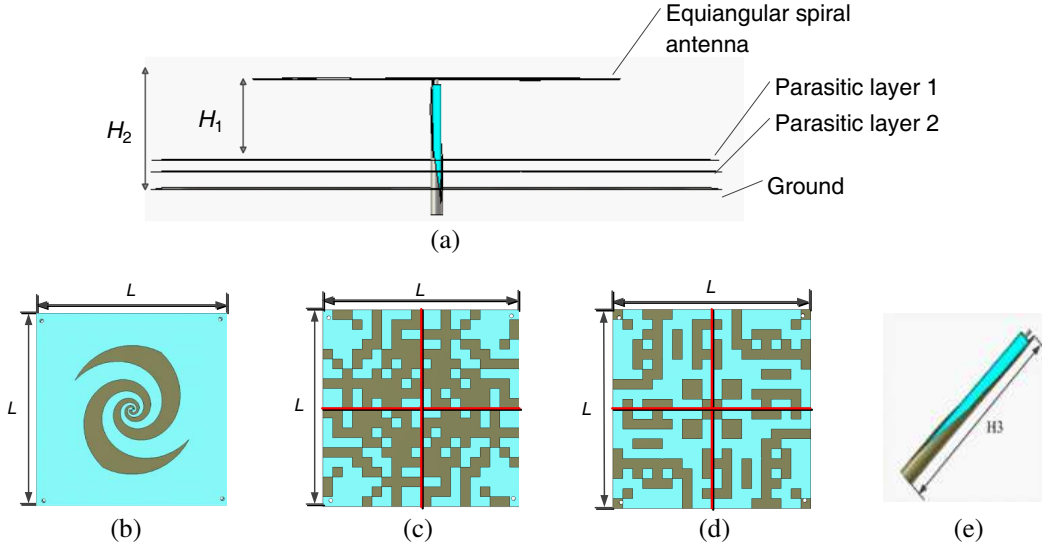 Equiangular spiral
antenna
Parasitic layer 1
Parasitic layer 2
Ground
H2
H1
(a)
L
L
(b)
L
L
(c)
L
L
(d)
H3
(e)